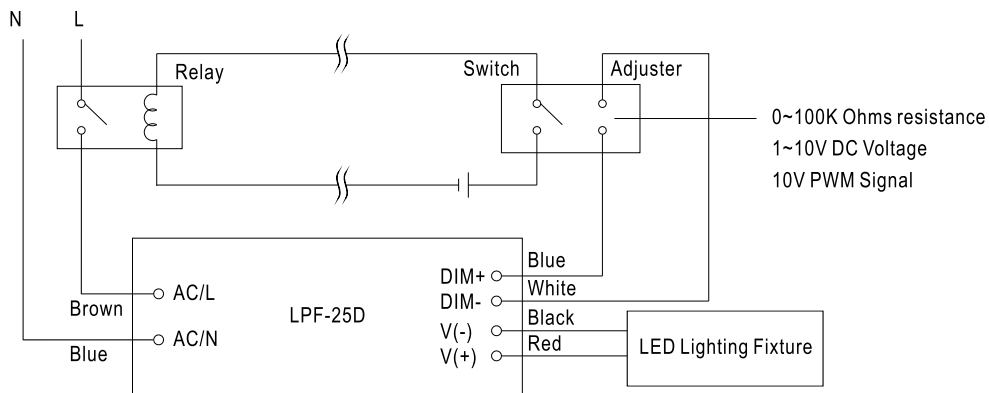 N L
Relay
Switch
Adjuster
0~100K Ohms resistance
1~10V DC Voltage
10V PWM Signal
Brown
AC/L
Blue
AC/N
LPF-25D
DIM+
Blue
DIM-
White
V(-)
Black
V(+)
Red
LED Lighting Fixture